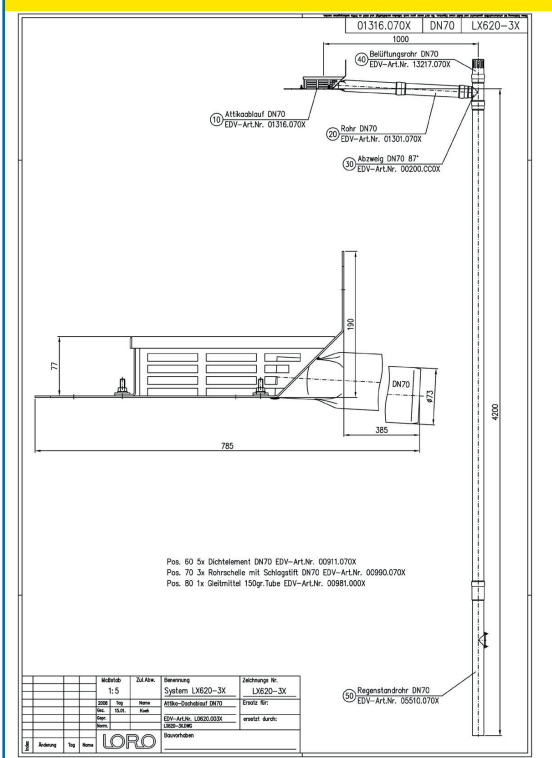 01316.070X DN70 LX620-3X
1000
40 Belüftungsrohr DN70
EDV-Art.Nr. 13217.070X
10 Attikaablauf DN70
EDV-Art.Nr. 01316.070X
20 Rohr DN70
EDV-Art.Nr. 01301.070X
30 Abzweig DN70 87°
EDV-Art.Nr. 00200.CC0X
190
77
DN70
ø73
385
785
4200
Pos. 60 5x Dichtelement DN70 EDV-Art.Nr. 00911.070X
Pos. 70 3x Rohrschelle mit Schlagstift DN70 EDV-Art.Nr. 00990.070X
Pos. 80 1x Gleitmittel 150gr.Tube EDV-Art.Nr. 00981.000X
50 Regenstandrohr DN70
EDV-Art.Nr. 05510.070X
Maßstab Zul.Abw. Benennung Zeichnungs Nr.
1:5 System LX620-3X LX620-3X
2008 Tag Name Attika-Dachablauf DN70 Ersatz für:
Gez. 15.01.
Gepr. EDV-Art.Nr. L0620.003X ersetzt durch:
Norm. LX620-3X.DWG
Index Änderung Tag Name LORO Bauvorhaben